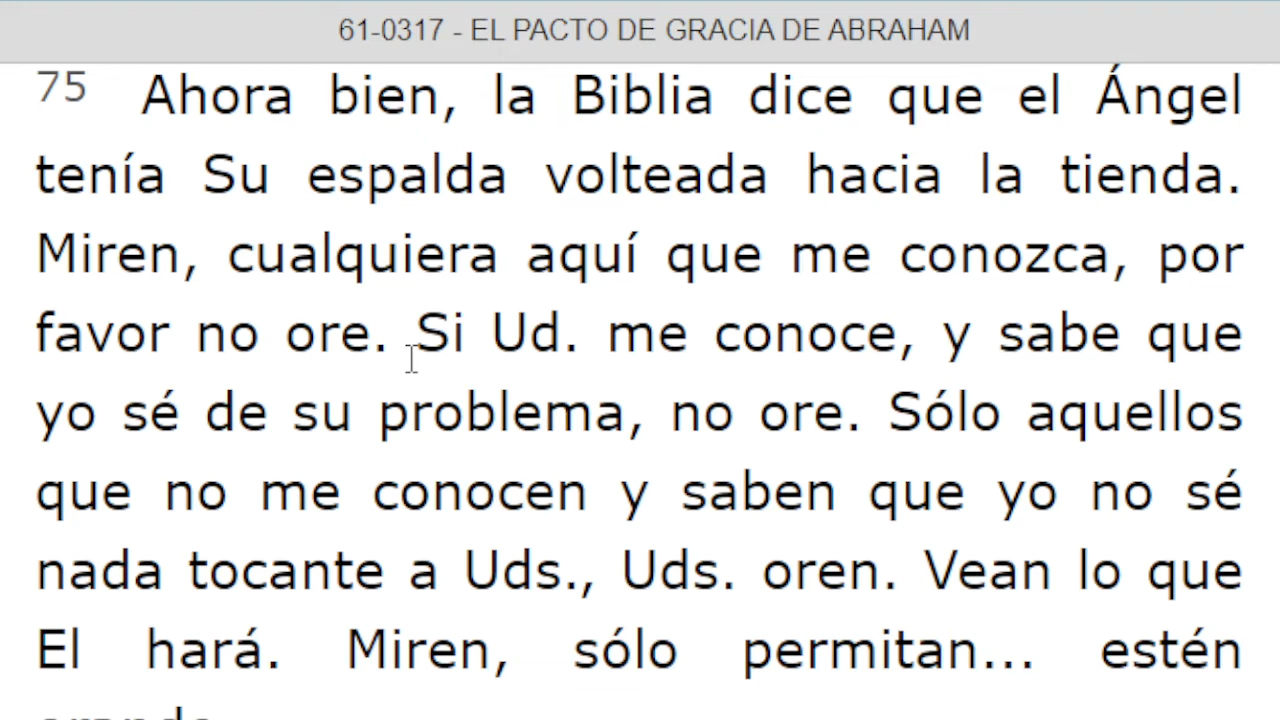 61-0317 - EL PACTO DE GRACIA DE ABRAHAM
75 Ahora bien, la Biblia dice que el Ángel
tenía Su espalda volteada hacia la tienda.
Miren, cualquiera aquí que me conozca, por
favor no ore. Si Ud. me conoce, y sabe que
yo sé de su problema, no ore. Sólo aquellos
que no me conocen y saben que yo no sé
nada tocante a Uds., Uds. oren. Vean lo que
El hará. Miren, sólo permitan... estén